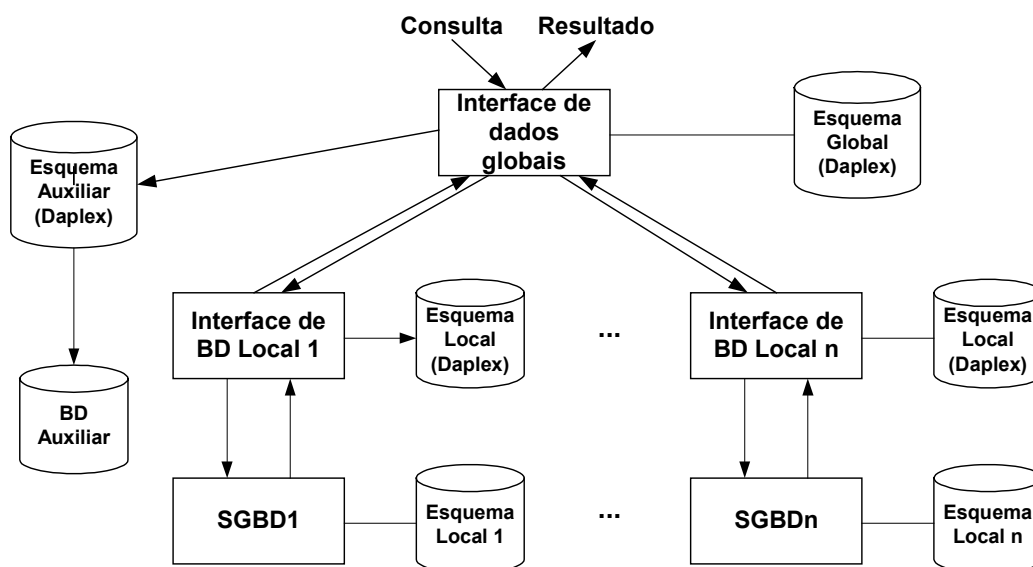 Consulta
Resultado
Interface de
dados
globais
Esquema
Global
(Daplex)
Esquema
Auxiliar
(Daplex)
Interface de
BD Local 1
Esquema
Local
(Daplex)
...
Interface de
BD Local n
Esquema
Local
(Daplex)
BD
Auxiliar
SGBD1
Esquema
Local 1
...
SGBDn
Esquema
Local n